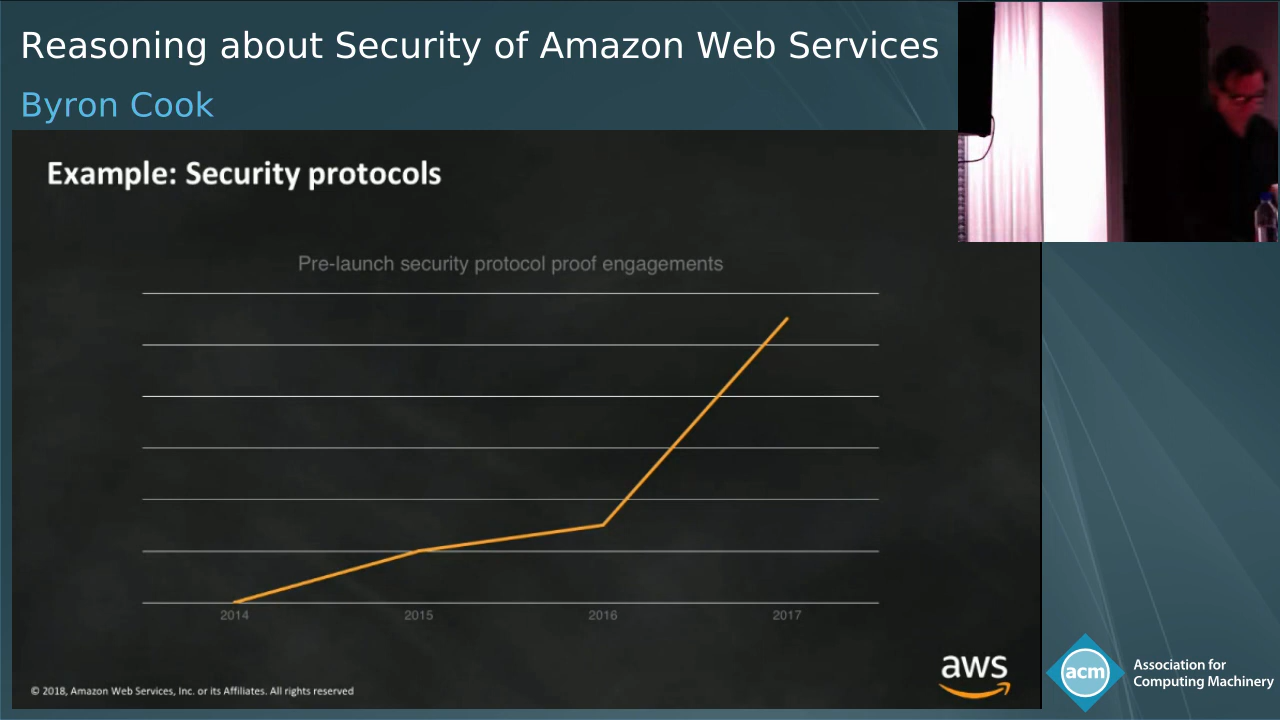 Reasoning about Security of Amazon Web Services
Byron Cook
Example: Security protocols
Pre-launch security protocol proof engagements
2014 2015 2016 2017
© 2018, Amazon Web Services, Inc. or its Affiliates. All rights reserved
aws
acm
Association for
Computing Machinery